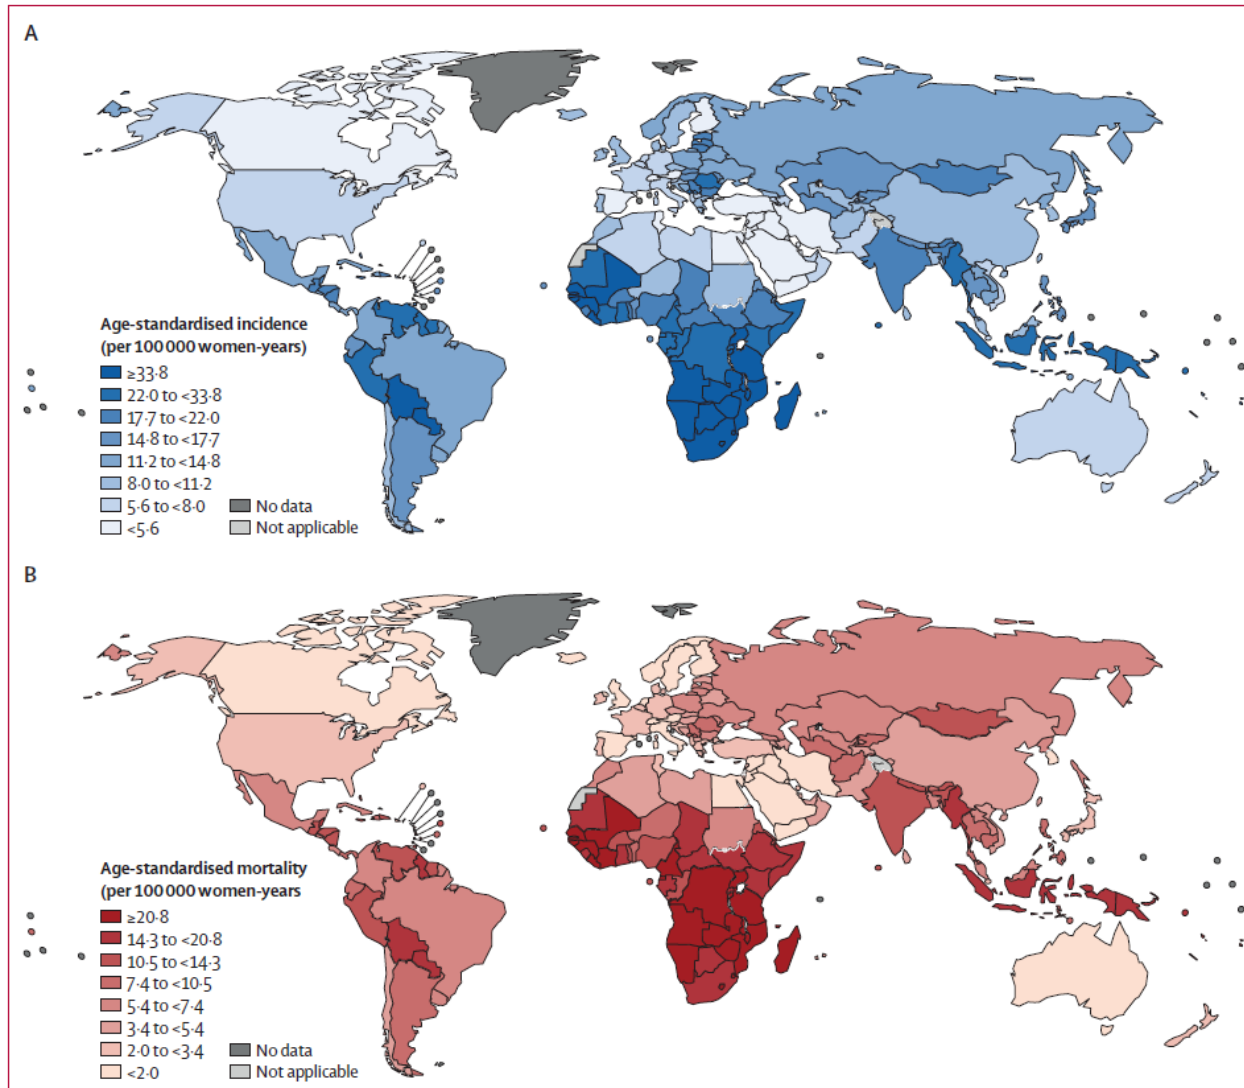 A
Age-standardised incidence
(per 100 000 women-years)
≥33·8
22·0 to <33·8
17·7 to <22·0
14·8 to <17·7
11·2 to <14·8
8·0 to <11·2
5·6 to <8·0
<5·6
No data
Not applicable
B
Age-standardised mortality
(per 100 000 women-years
≥20·8
14·3 to <20·8
10·5 to <14·3
7·4 to <10·5
5·4 to <7·4
3·4 to <5·4
2·0 to <3·4
<2·0
No data
Not applicable